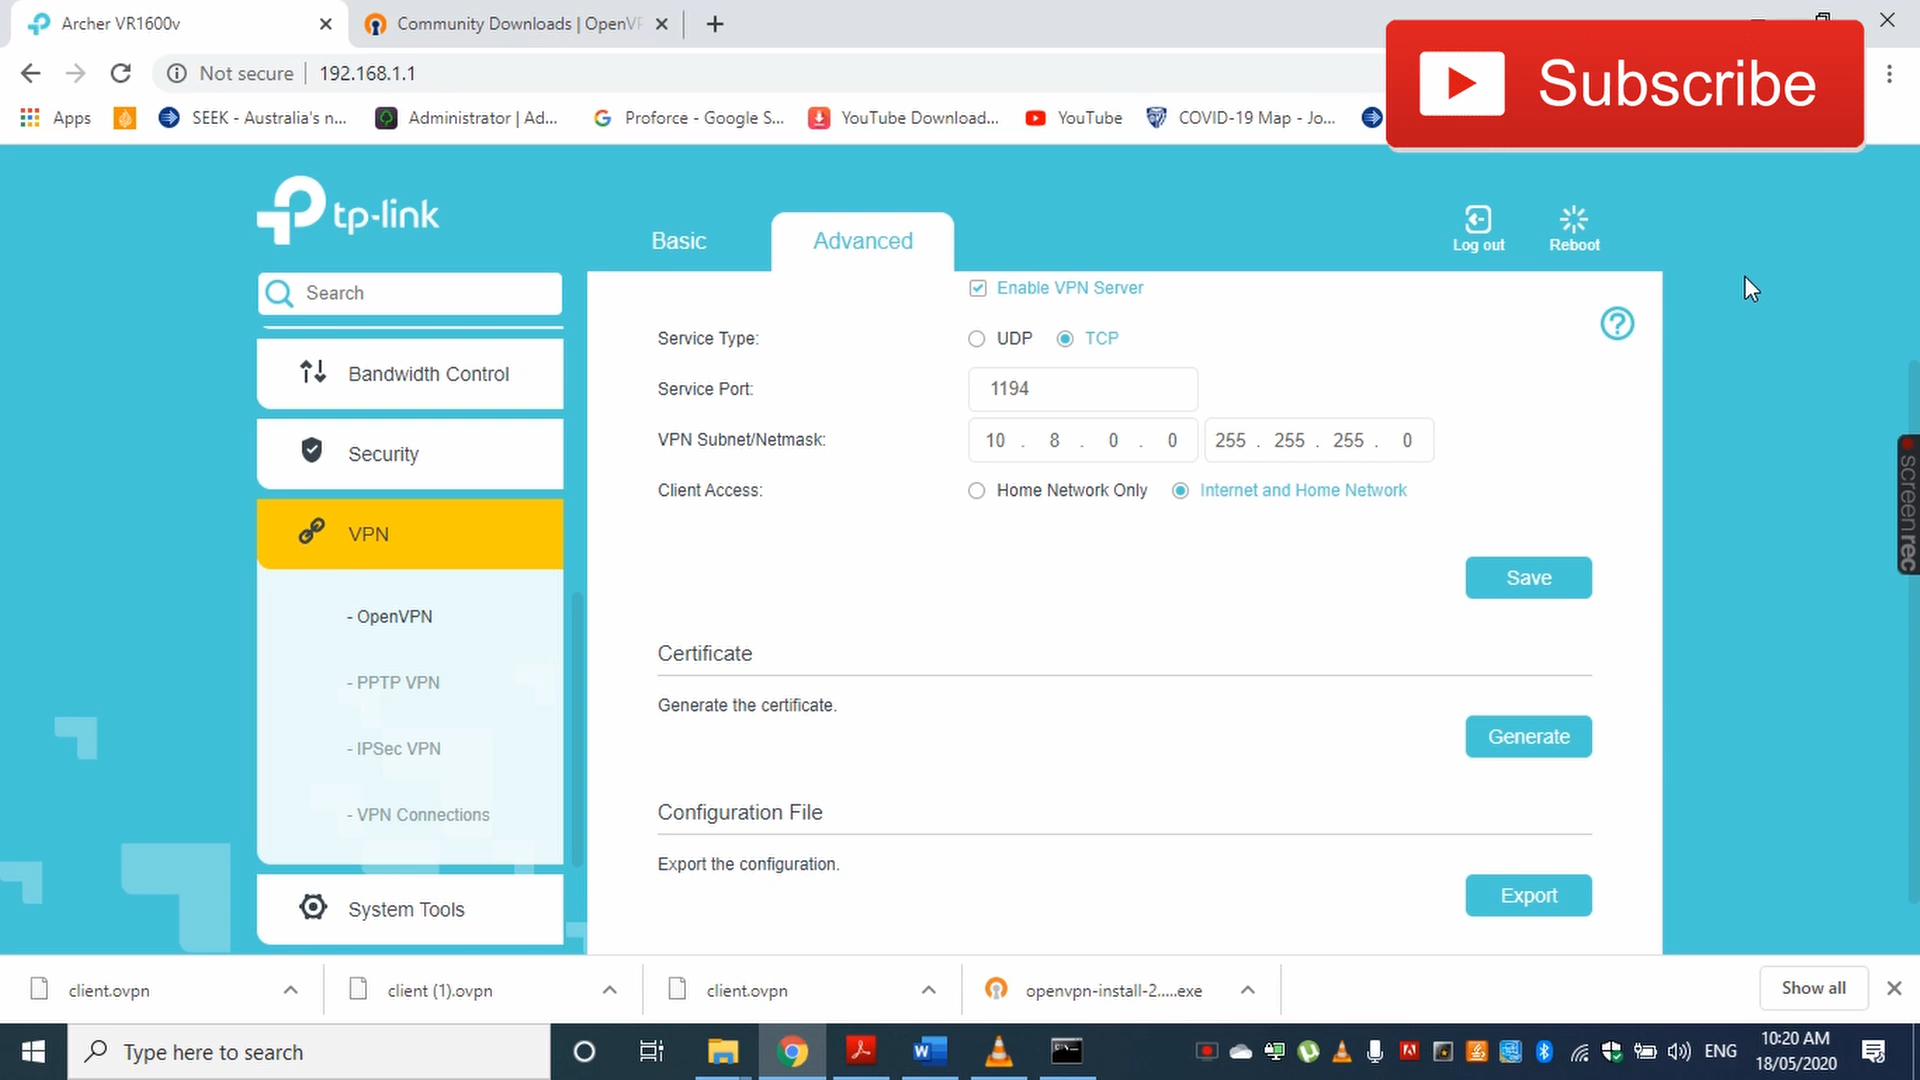 Archer VR1600v
Community Downloads | OpenVP
Not secure
192.168.1.1
Subscribe
Apps
SEEK - Australia's n...
Administrator | Ad...
Proforce - Google S...
YouTube Download...
YouTube
COVID-19 Map - Jo...
tp-link
Basic
Advanced
Log out
Reboot
Search
Enable VPN Server
Service Type:
UDP
TCP
Bandwidth Control
Service Port:
1194
Security
VPN Subnet/Netmask:
10 . 8 . 0 . 0
255 . 255 . 255 . 0
Client Access:
Home Network Only
Internet and Home Network
screenrec
VPN
Save
- OpenVPN
Certificate
- PPTP VPN
Generate the certificate.
Generate
- IPSec VPN
- VPN Connections
Configuration File
Export the configuration.
Export
System Tools
client.ovpn
client (1).ovpn
client.ovpn
openvpn-install-2.....exe
Show all
Type here to search
ENG
10:20 AM
18/05/2020